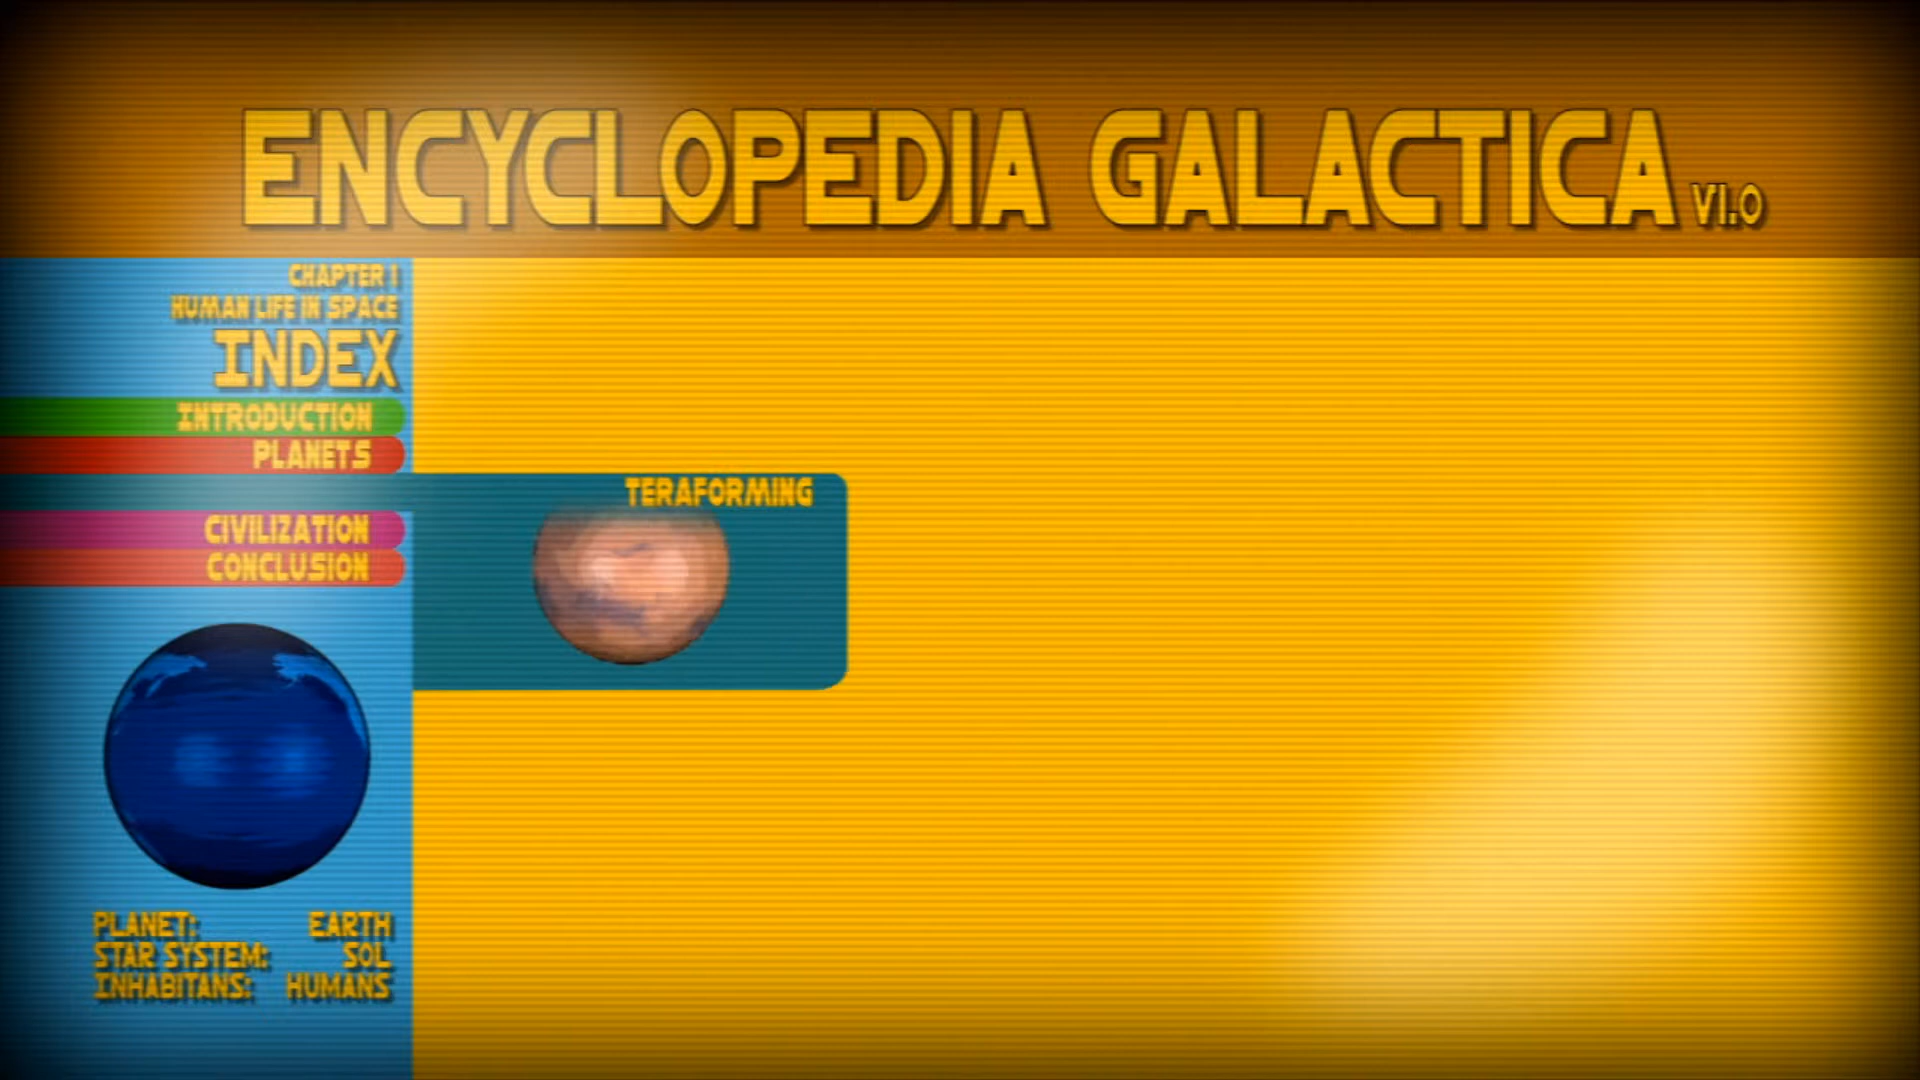 ENCYCLOPEDIA GALACTICA V1.0
CHAPTER 1
HUMAN LIFE IN SPACE
INDEX
INTRODUCTION
PLANETS
TERAFORMING
CIVILIZATION
CONCLUSION
PLANET: EARTH
STAR SYSTEM: SOL
INHABITANS: HUMANS